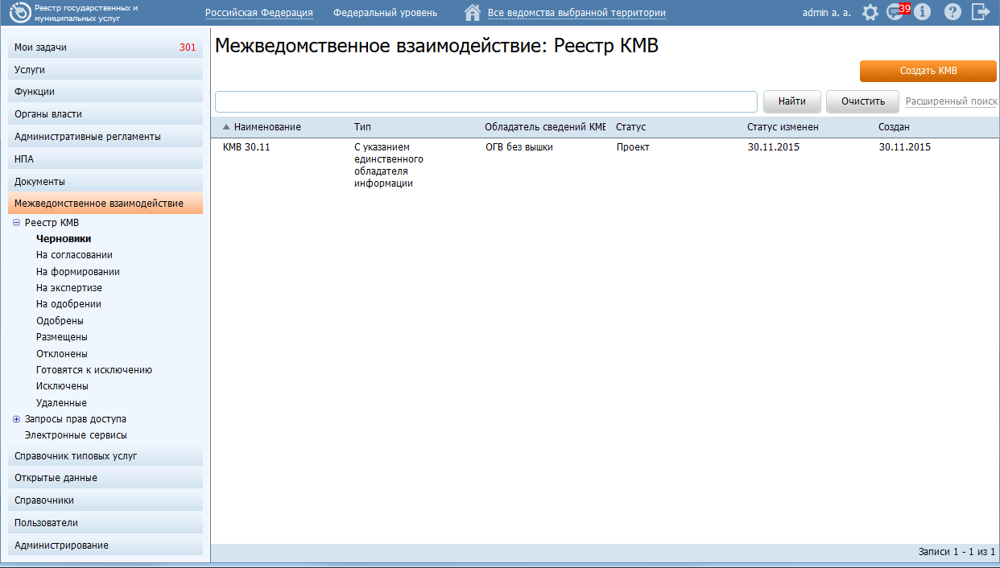 Реестр государственных и
муниципальных услуг
Российская Федерация
Федеральный уровень
Все ведомства выбранной территории
admin a. a.
39
Мои задачи 301
Услуги
Функции
Органы власти
Административные регламенты
НПА
Документы
Межведомственное взаимодействие
Реестр КМВ
Черновики
На согласовании
На формировании
На экспертизе
На одобрении
Одобрены
Размещены
Отклонены
Готовятся к исключению
Исключены
Удаленные
Запросы прав доступа
Электронные сервисы
Справочник типовых услуг
Открытые данные
Справочники
Пользователи
Администрирование
Межведомственное взаимодействие: Реестр КМВ
Создать КМВ
Найти
Очистить
Расширенный поиск
Наименование Тип Обладатель сведений КМВ Статус Статус изменен Создан
КМВ 30.11 С указанием ОГВ без вышки Проект 30.11.2015 30.11.2015
единственного
обладателя
информации
Записи 1 - 1 из 1